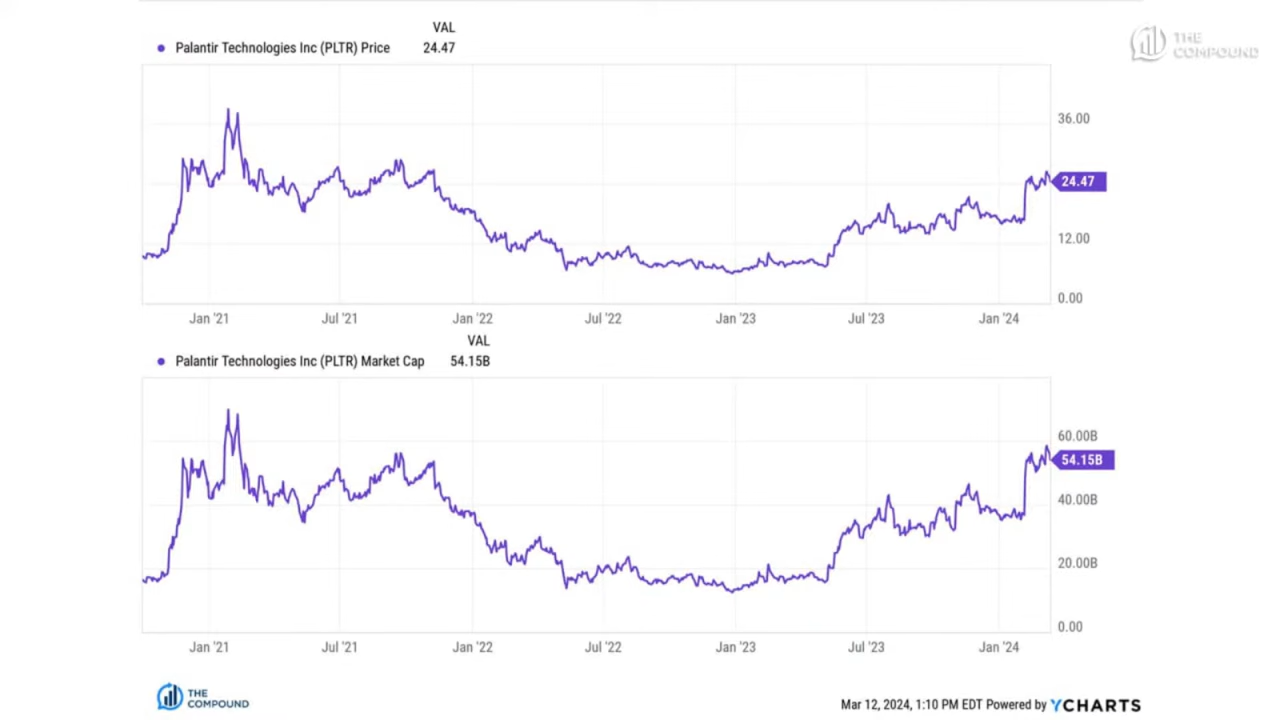 VAL
Palantir Technologies Inc (PLTR) Price 24.47
THE
COMPOUND
36.00
24.47
12.00
0.00
Jan '21 Jul '21 Jan '22 Jul '22 Jan '23 Jul '23 Jan '24
VAL
Palantir Technologies Inc (PLTR) Market Cap 54.15B
60.00B
54.15B
40.00B
20.00B
0.00
Jan '21 Jul '21 Jan '22 Jul '22 Jan '23 Jul '23 Jan '24
THE
COMPOUND
Mar 12, 2024, 1:10 PM EDT Powered by YCHARTS